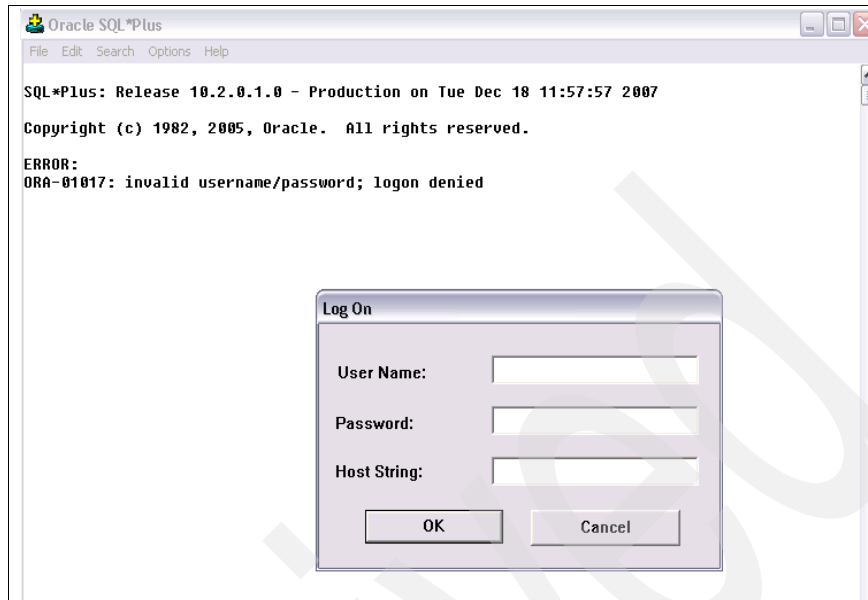 Oracle SQL*Plus
File Edit Search Options Help
SQL*Plus: Release 10.2.0.1.0 - Production on Tue Dec 18 11:57:57 2007
Copyright (c) 1982, 2005, Oracle.  All rights reserved.
ERROR:
ORA-01017: invalid username/password; logon denied
Log On
User Name:
Password:
Host String:
OK Cancel